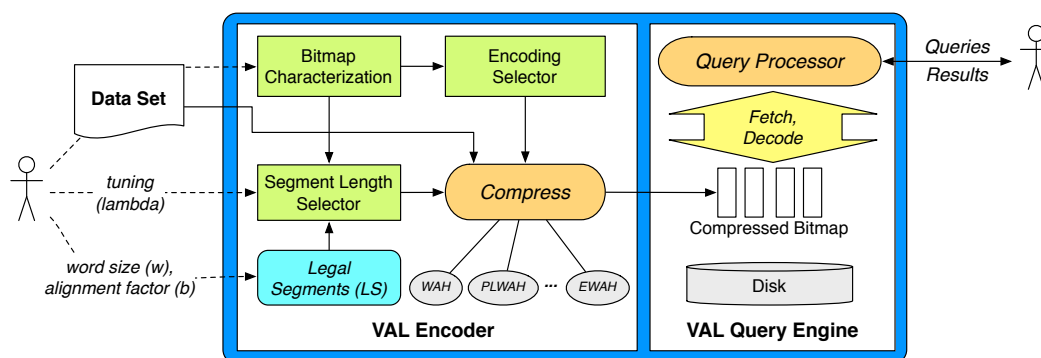 Data Set
tuning
(lambda)
word size (w),
alignment factor (b)
Bitmap
Characterization
Encoding
Selector
Segment Length
Selector
Compress
Legal
Segments (LS)
WAH
PLWAH
...
EWAH
VAL Encoder
Query Processor
Fetch,
Decode
Compressed Bitmap
Disk
VAL Query Engine
Queries
Results